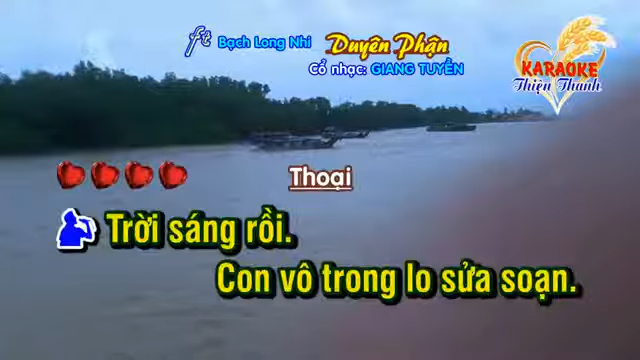 ft Bạch Long Nhi Duyên Phận
Cổ nhạc: GIANG TUYỀN
KARAOKE
Thiện Thanh
Thoại
Trời sáng rồi.
Con vô trong lo sửa soạn.